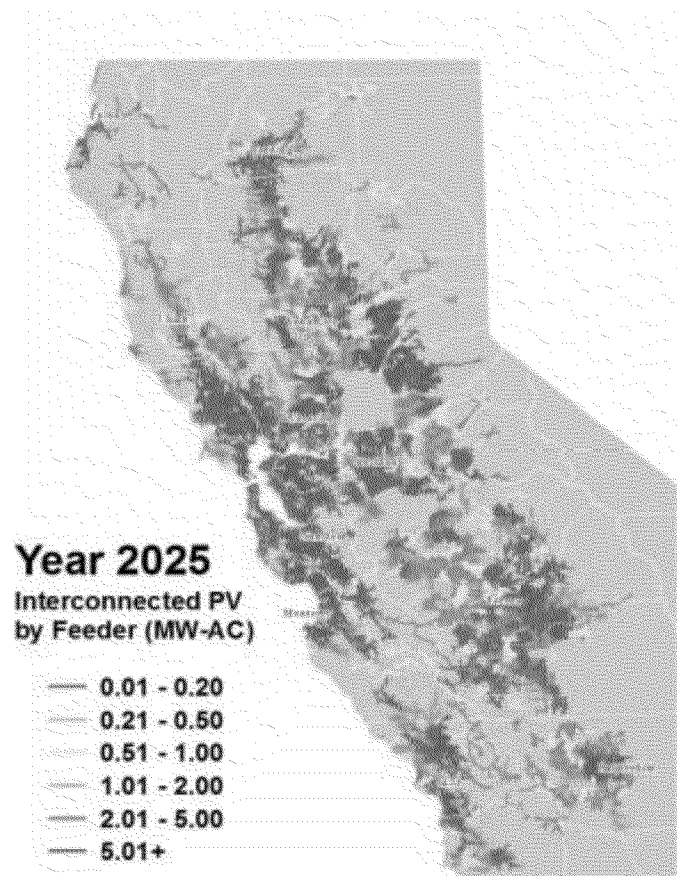 Year 2025
Interconnected PV
by Feeder (MW-AC)
0.01 - 0.20
0.21 - 0.50
0.51 - 1.00
1.01 - 2.00
2.01 - 5.00
5.01+